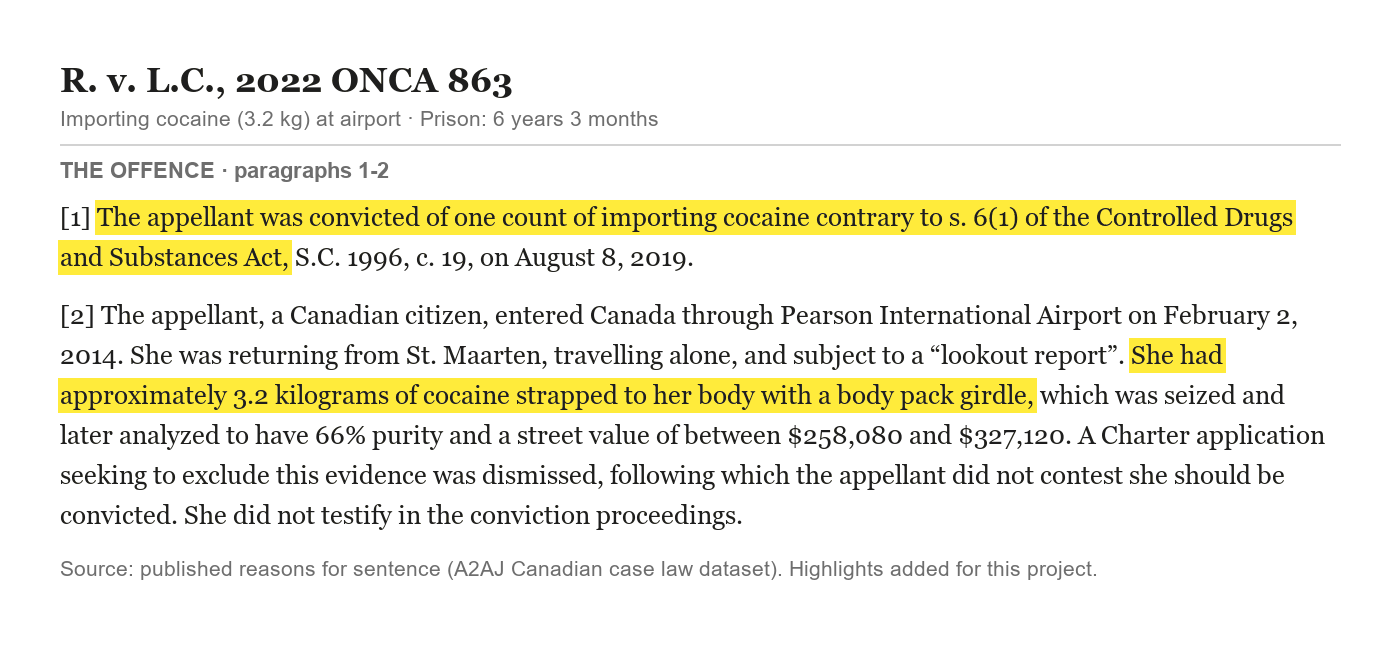 R. v. L.C., 2022 ONCA 863
Importing cocaine (3.2 kg) at airport · Prison: 6 years 3 months
THE OFFENCE · paragraphs 1-2
[1] The appellant was convicted of one count of importing cocaine contrary to s. 6(1) of the Controlled Drugs
and Substances Act, S.C. 1996, c. 19, on August 8, 2019.
[2] The appellant, a Canadian citizen, entered Canada through Pearson International Airport on February 2,
2014. She was returning from St. Maarten, travelling alone, and subject to a “lookout report”. She had
approximately 3.2 kilograms of cocaine strapped to her body with a body pack girdle, which was seized and
later analyzed to have 66% purity and a street value of between $258,080 and $327,120. A Charter application
seeking to exclude this evidence was dismissed, following which the appellant did not contest she should be
convicted. She did not testify in the conviction proceedings.
Source: published reasons for sentence (A2AJ Canadian case law dataset). Highlights added for this project.